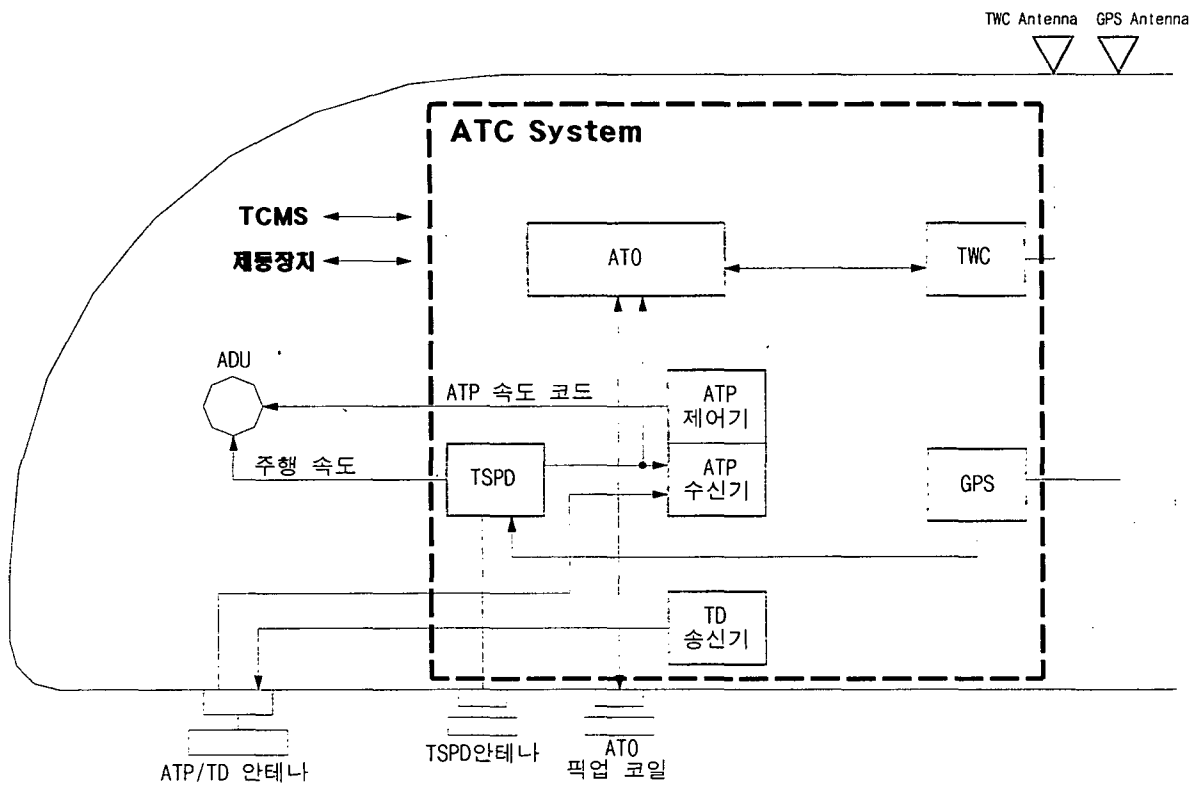 TWC Antenna GPS Antenna
ATC System
TCMS
제동장치
ATO
TWC
ADU
ATP 속도 코드
ATP
제어기
주행 속도
TSPD
ATP
수신기
GPS
TD
송신기
ATP/TD 안테나
TSPD안테나
ATO
픽업 코일